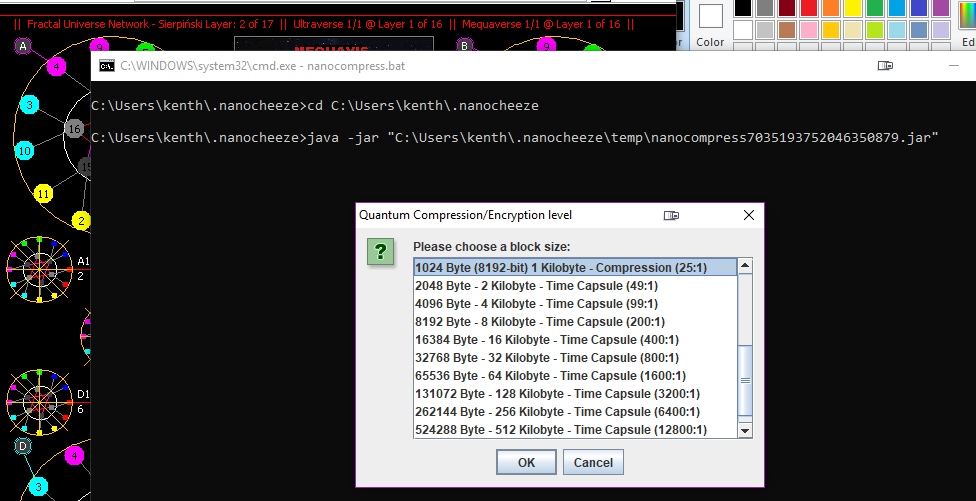 || Fractal Universe Network - Sierpiński Layer: 2 of 17 || Ultraverse 1/1 @ Layer 1 of 16 || Mequaverse 1/1 @ Layer 1 of 16 ||
Color
Ed
A
9
B
9
4
4
3
3
16
10
10
15
11
11
2
C:\WINDOWS\system32\cmd.exe - nanocompress.bat
C:\Users\kenth\.nanocheeze>cd C:\Users\kenth\.nanocheeze
C:\Users\kenth\.nanocheeze>java -jar "C:\Users\kenth\.nanocheeze\temp\nanocompress7035193752046350879.jar"
Quantum Compression/Encryption level
?
Please choose a block size:
1024 Byte (8192-bit) 1 Kilobyte - Compression (25:1)
2048 Byte - 2 Kilobyte - Time Capsule (49:1)
4096 Byte - 4 Kilobyte - Time Capsule (99:1)
8192 Byte - 8 Kilobyte - Time Capsule (200:1)
16384 Byte - 16 Kilobyte - Time Capsule (400:1)
32768 Byte - 32 Kilobyte - Time Capsule (800:1)
65536 Byte - 64 Kilobyte - Time Capsule (1600:1)
131072 Byte - 128 Kilobyte - Time Capsule (3200:1)
262144 Byte - 256 Kilobyte - Time Capsule (6400:1)
524288 Byte - 512 Kilobyte - Time Capsule (12800:1)
OK
Cancel
A1
2
D1
6
D
4
3